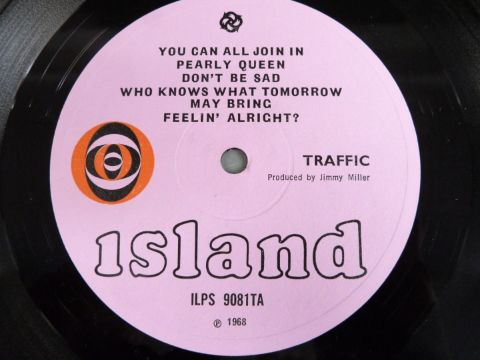 YOU CAN ALL JOIN IN
PEARLY QUEEN
DON'T BE SAD
WHO KNOWS WHAT TOMORROW
MAY BRING
FEELIN' ALRIGHT?
TRAFFIC
Produced by Jimmy Miller
island
ILPS 9081TA
℗ 1968